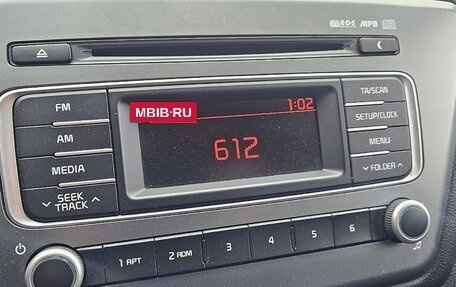 RDS MP3
FM
AM
MEDIA
SEEK
TRACK
MBIB-RU
1:02
612
TA/SCAN
SETUP/CLOCK
MENU
FOLDER
1 APT
2 RDM
3
4
5
6